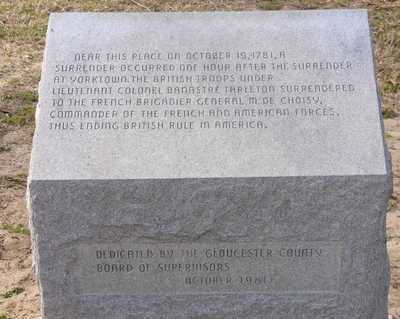 NEAR THIS PLACE ON OCTOBER 19,1781, A
SURRENDER OCCURRED ONE HOUR AFTER THE SURRENDER
AT YORKTOWN. THE BRITISH TROOPS UNDER
LIEUTENANT COLONEL BANASTRE TARLETON SURRENDERED
TO THE FRENCH BRIGADIER GENERAL M. DE CHOISY,
COMMANDER OF THE FRENCH AND AMERICAN FORCES,
THUS ENDING BRITISH RULE IN AMERICA.
DEDICATED BY THE GLOUCESTER COUNTY
BOARD OF SUPERVISORS
OCTOBER 1981